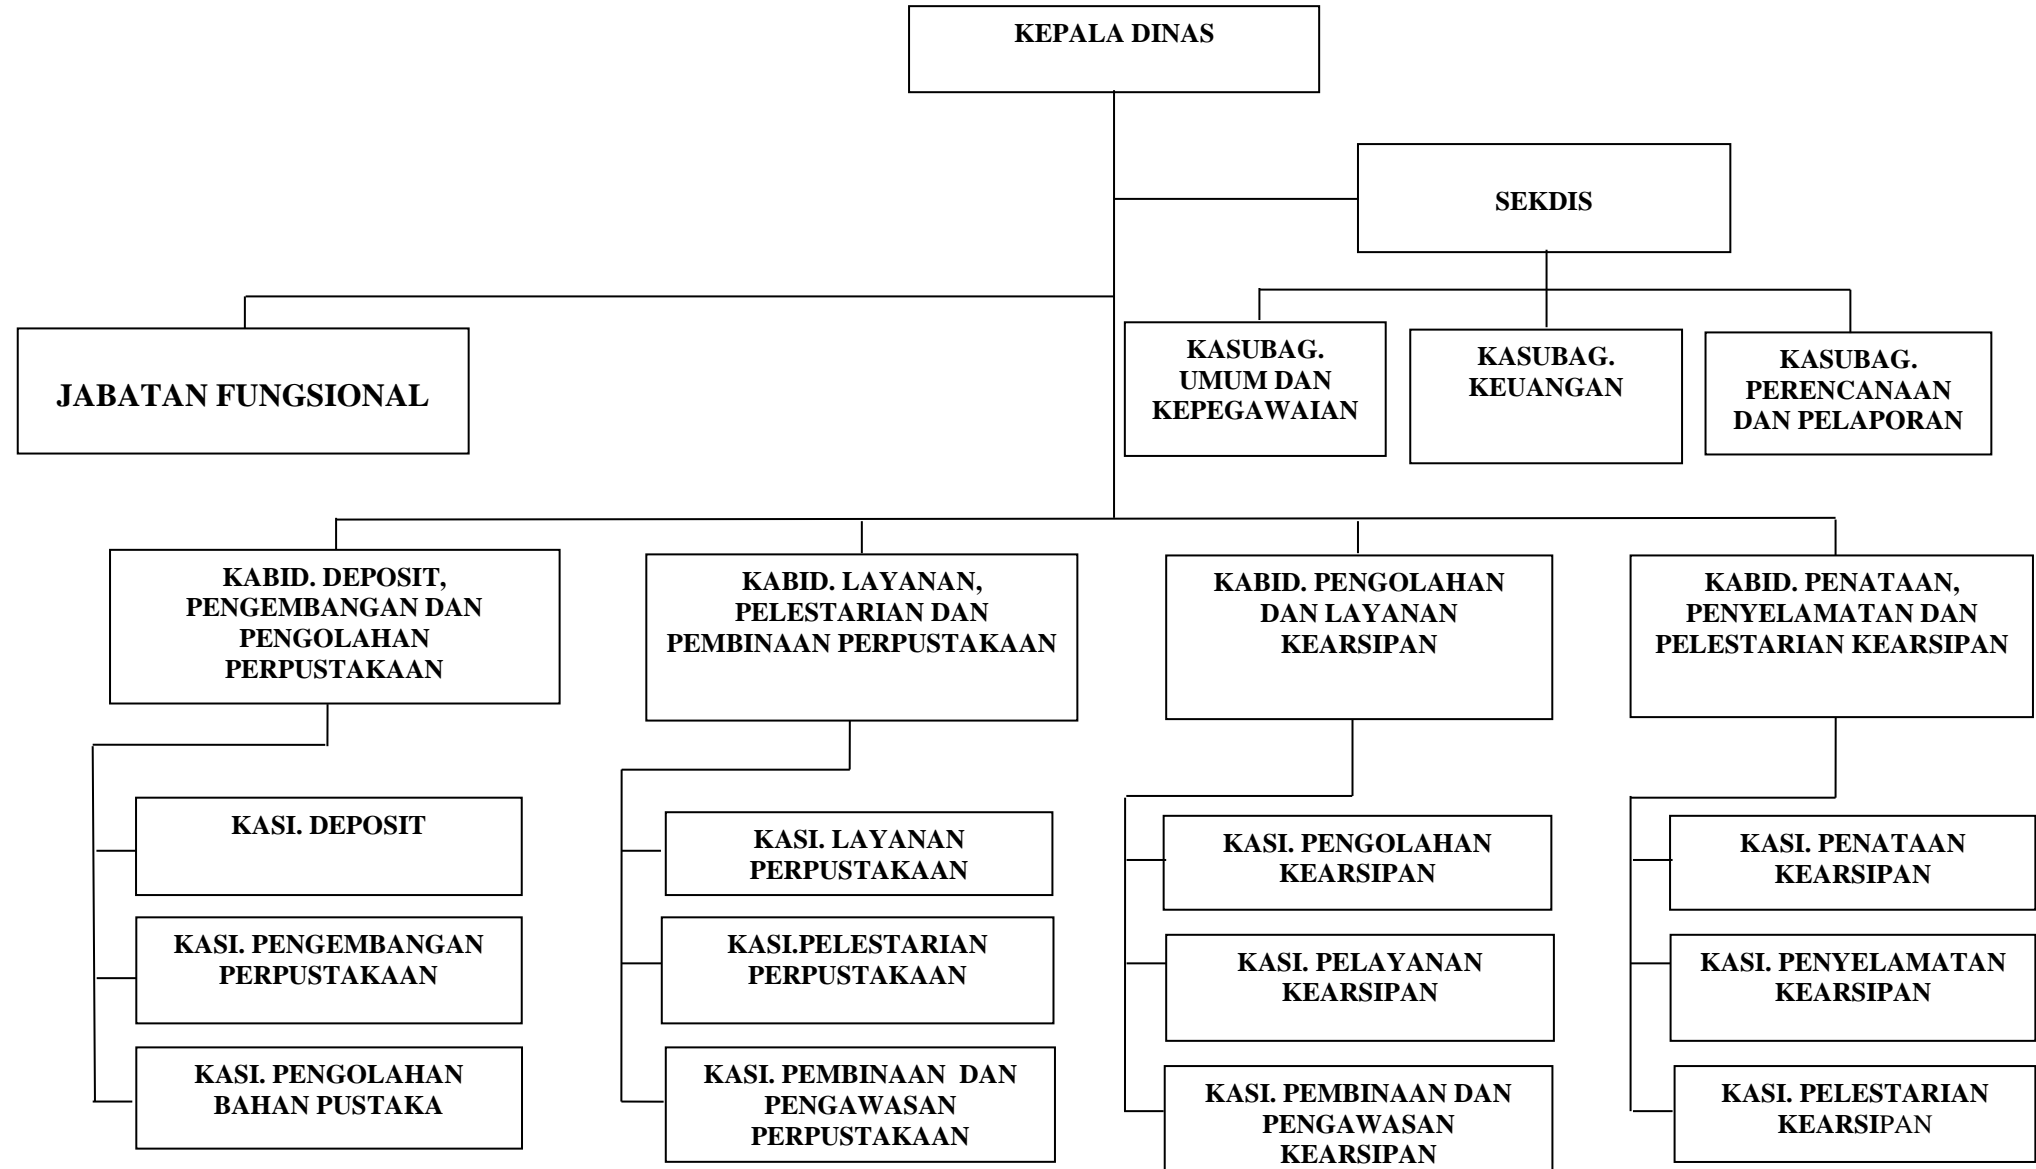 KEPALA DINAS
SEKDIS
JABATAN FUNGSIONAL
KASUBAG.
UMUM DAN
KEPEGAWAIAN
KASUBAG.
KEUANGAN
KASUBAG.
PERENCANAAN
DAN PELAPORAN
KABID. DEPOSIT,
PENGEMBANGAN DAN
PENGOLAHAN
PERPUSTAKAAN
KABID. LAYANAN,
PELESTARIAN DAN
PEMBINAAN PERPUSTAKAAN
KABID. PENGOLAHAN
DAN LAYANAN
KEARSIPAN
KABID. PENATAAN,
PENYELAMATAN DAN
PELESTARIAN KEARSIPAN
KASI. DEPOSIT
KASI. PENGEMBANGAN
PERPUSTAKAAN
KASI. PENGOLAHAN
BAHAN PUSTAKA
KASI. LAYANAN
PERPUSTAKAAN
KASI.PELESTARIAN
PERPUSTAKAAN
KASI. PEMBINAAN  DAN
PENGAWASAN
PERPUSTAKAAN
KASI. PENGOLAHAN
KEARSIPAN
KASI. PELAYANAN
KEARSIPAN
KASI. PEMBINAAN DAN
PENGAWASAN
KEARSIPAN
KASI. PENATAAN
KEARSIPAN
KASI. PENYELAMATAN
KEARSIPAN
KASI. PELESTARIAN
KEARSIPAN